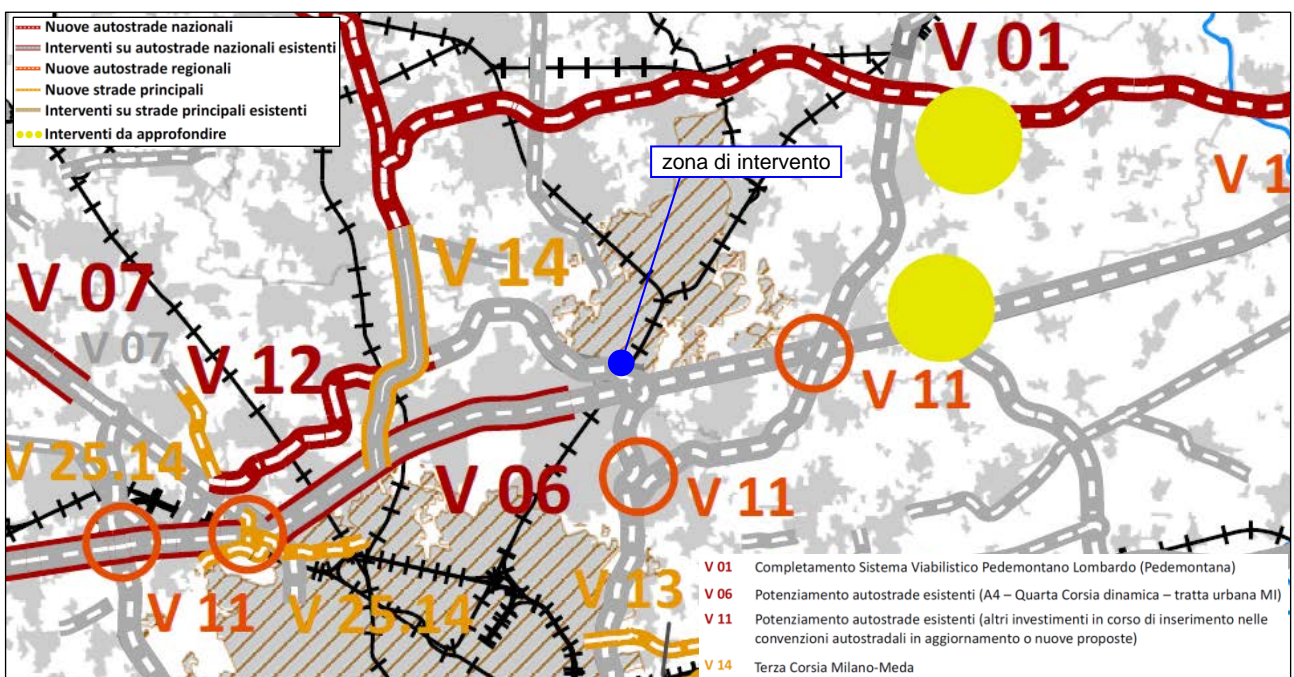 Nuove autostrade nazionali
Interventi su autostrade nazionali esistenti
Nuove autostrade regionali
Nuove strade principali
Interventi su strade principali esistenti
Interventi da approfondire
V 01
zona di intervento
V 1
V 14
V 07
V 07
V 12
V 11
V 25.14
V 06
V 11
V 11
V 25.14
V 13
V 01 Completamento Sistema Viabilistico Pedemontano Lombardo (Pedemontana)
V 06 Potenziamento autostrade esistenti (A4 – Quarta Corsia dinamica – tratta urbana MI)
V 11 Potenziamento autostrade esistenti (altri investimenti in corso di inserimento nelle
convenzioni autostradali in aggiornamento o nuove proposte)
V 14 Terza Corsia Milano-Meda